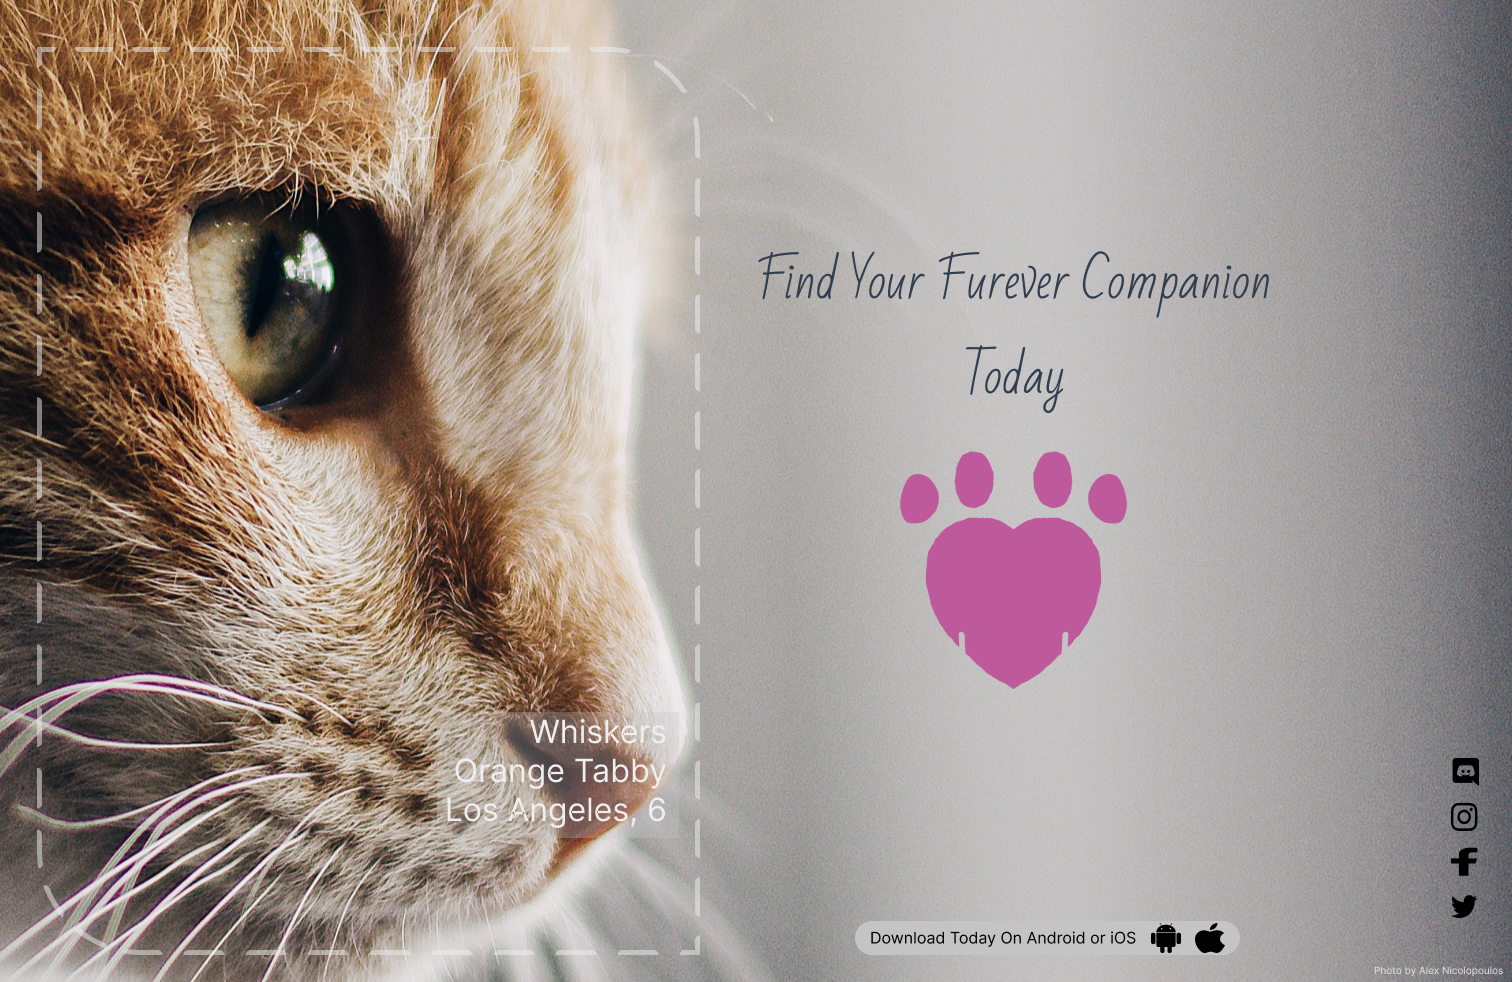 Find Your Furever Companion
Today
Whiskers
Orange Tabby
Los Angeles, 6
Download Today On Android or iOS
Photo by Alex Nicolopoulos